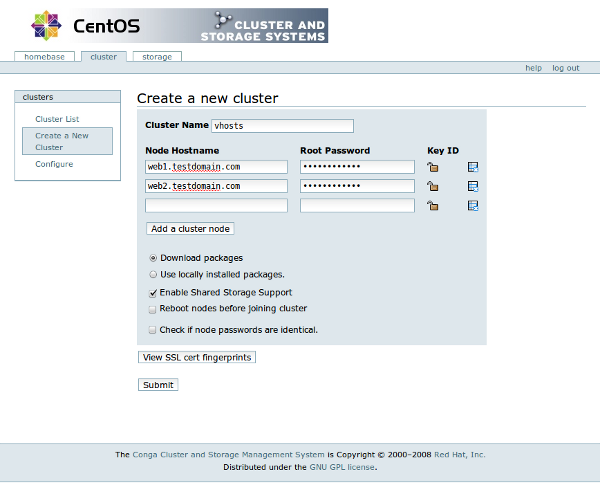 CentOS
CLUSTER AND
STORAGE SYSTEMS
homebase cluster storage
help log out
clusters
Cluster List
Create a New
Cluster
Configure
Create a new cluster
Cluster Name vhosts
Node Hostname Root Password Key ID
web1.testdomain.com ••••••••••••
web2.testdomain.com ••••••••••••
Add a cluster node
Download packages
Use locally installed packages.
Enable Shared Storage Support
Reboot nodes before joining cluster
Check if node passwords are identical.
View SSL cert fingerprints
Submit
The Conga Cluster and Storage Management System is Copyright © 2000–2008 Red Hat, Inc.
Distributed under the GNU GPL license.